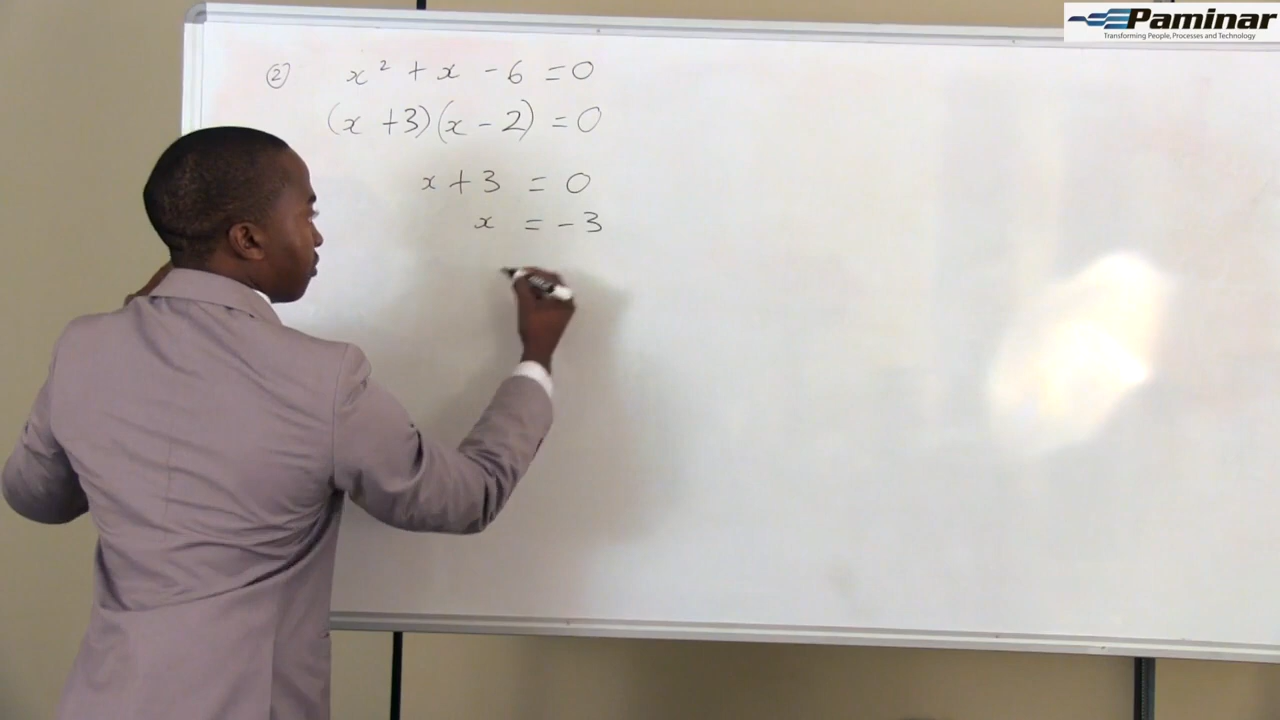 Paminar
Transforming People, Processes and Technology
② x² + x - 6 = 0
(x + 3)(x - 2) = 0
x + 3 = 0
x = - 3